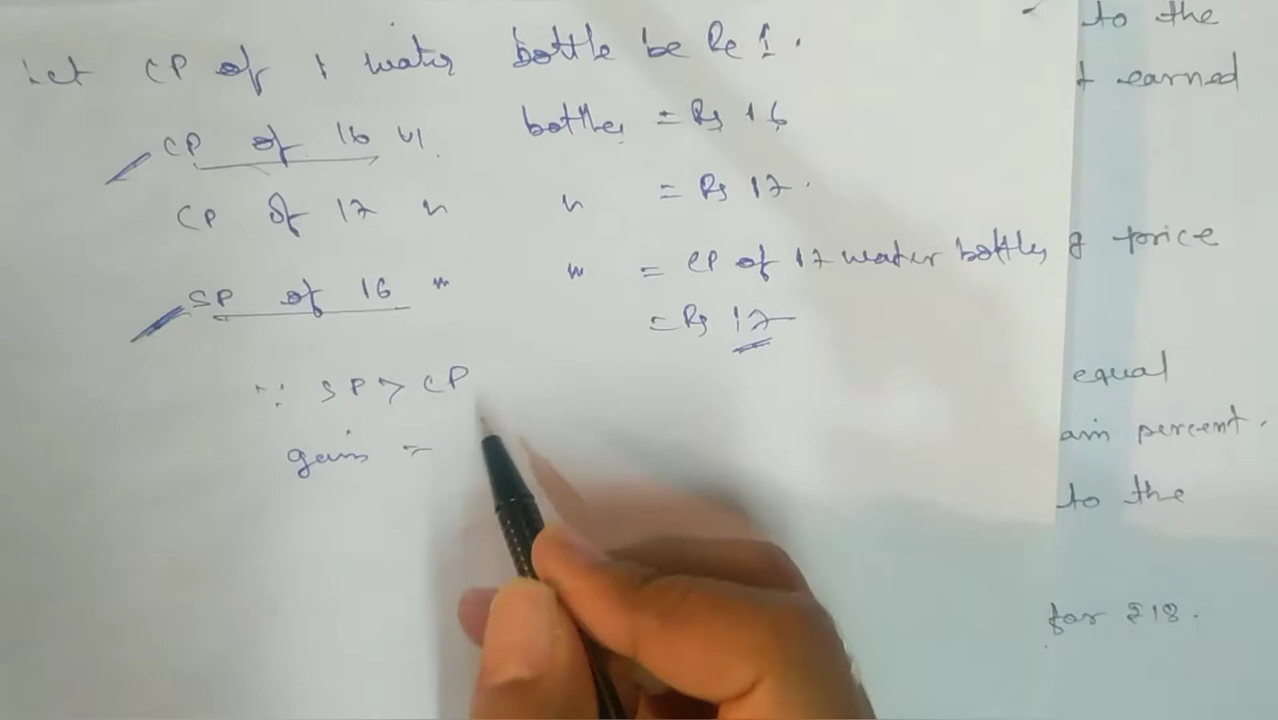 Let CP of 1 water bottle be Re 1.
CP of 16 " bottles = Rs 16
CP of 17 " " = Rs 17.
SP of 16 " " = CP of 17 water bottles
= Rs 17
∵ SP > CP
gain =
to the
earned
price
equal
percent.
to the
for ₹18.